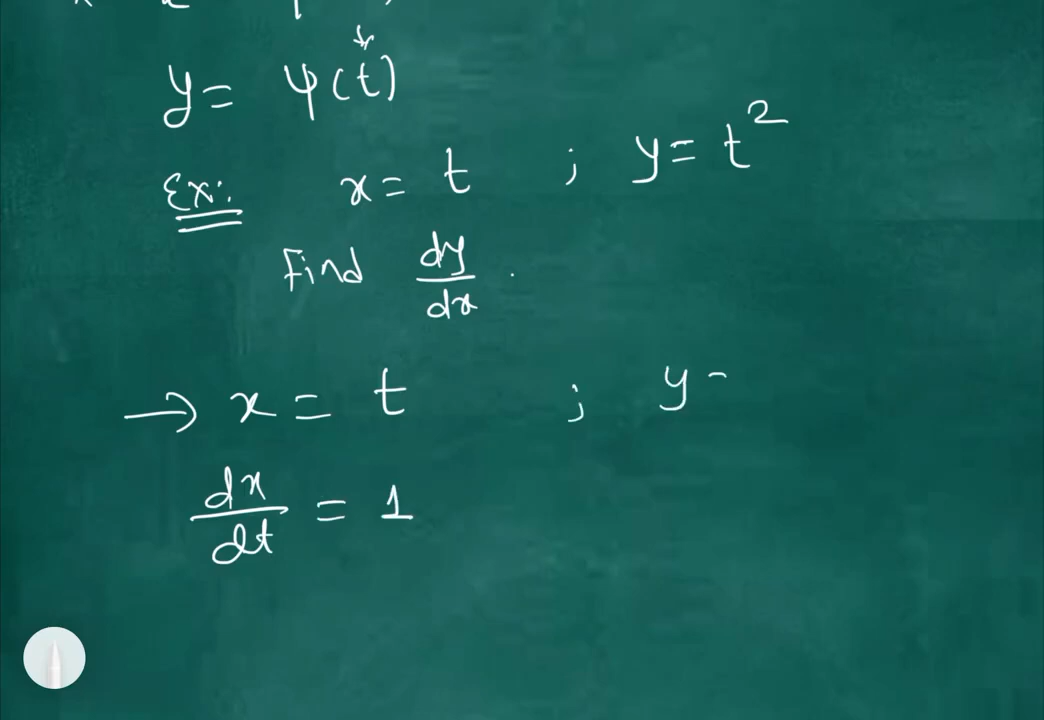 y = ψ(t)
Ex: x = t ; y = t²
Find dy/dx .
→ x = t ; y -
dx/dt = 1